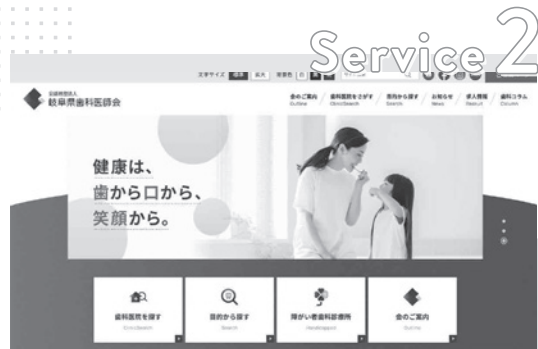 Service 2
文字サイズ 標準 拡大 背景色 白
公益社団法人
岐阜県歯科医師会
会のご案内 歯科医院をさがす 目的から探す お知らせ 求人情報 歯科コラム
Outline ClinicSearch Search News Recruit Column
健康は、
歯から口から、
笑顔から。
歯科医院を探す 目的から探す 障がい者歯科診療所 会のご案内
ClinicSearch Search Handicapped Outline